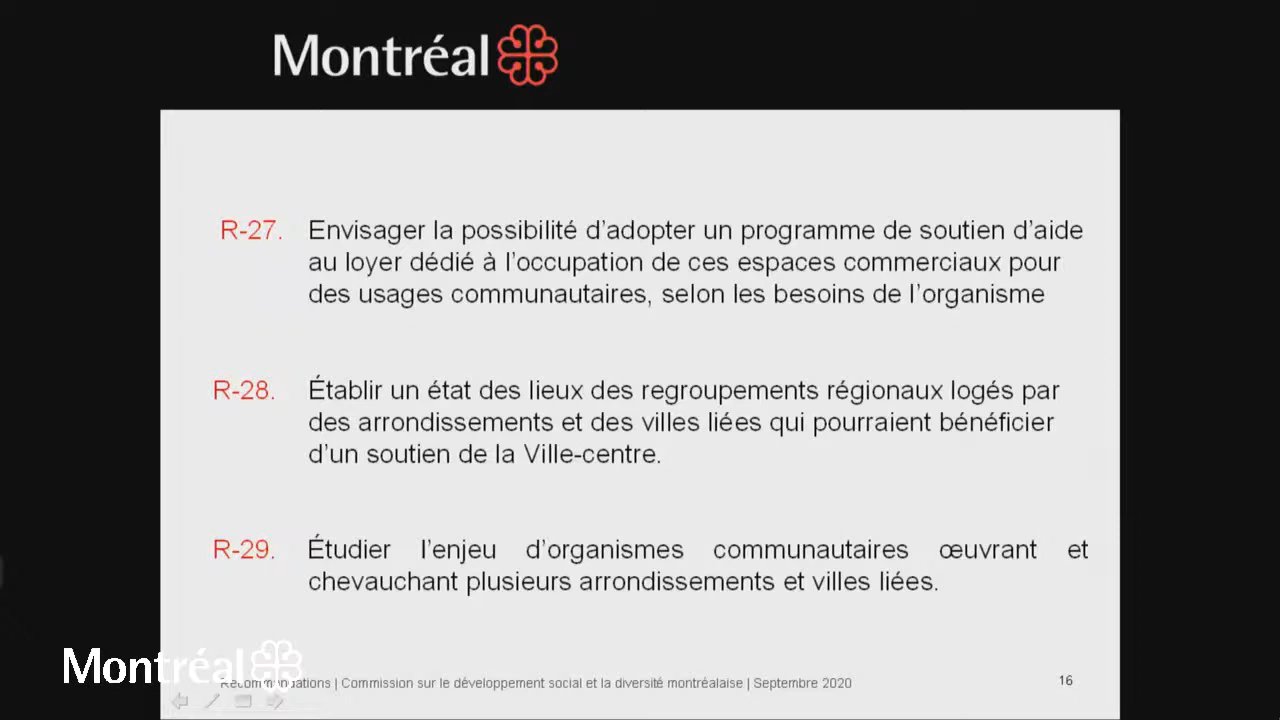 Montréal
R-27. Envisager la possibilité d’adopter un programme de soutien d’aide
au loyer dédié à l’occupation de ces espaces commerciaux pour
des usages communautaires, selon les besoins de l’organisme
R-28. Établir un état des lieux des regroupements régionaux logés par
des arrondissements et des villes liées qui pourraient bénéficier
d’un soutien de la Ville-centre.
R-29. Étudier l’enjeu d’organismes communautaires œuvrant et
chevauchant plusieurs arrondissements et villes liées.
Montréal
Recommandations | Commission sur le développement social et la diversité montréalaise | Septembre 2020 16